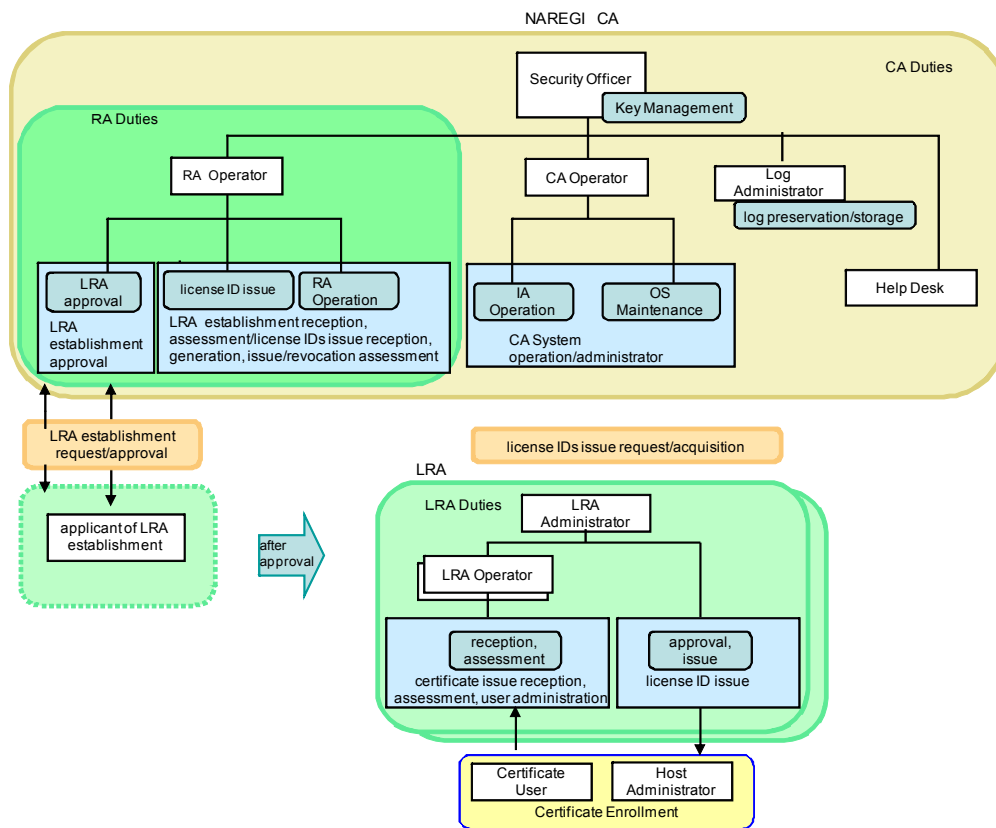 NAREGI CA
CA Duties
Security Officer
Key Management
RA Duties
RA Operator
CA Operator
Log
Administrator
log preservation/storage
LRA
approval
license ID issue
RA
Operation
IA
Operation
OS
Maintenance
Help Desk
LRA
establishment
approval
LRA establishment reception,
assessment/license IDs issue reception,
generation, issue/revocation assessment
CA System
operation/administrator
LRA establishment
request/approval
license IDs issue request/acquisition
LRA
LRA Duties
LRA
Administrator
applicant of LRA
establishment
after
approval
LRA Operator
reception,
assessment
certificate issue reception,
assessment, user administration
approval,
issue
license ID issue
Certificate
User
Host
Administrator
Certificate Enrollment